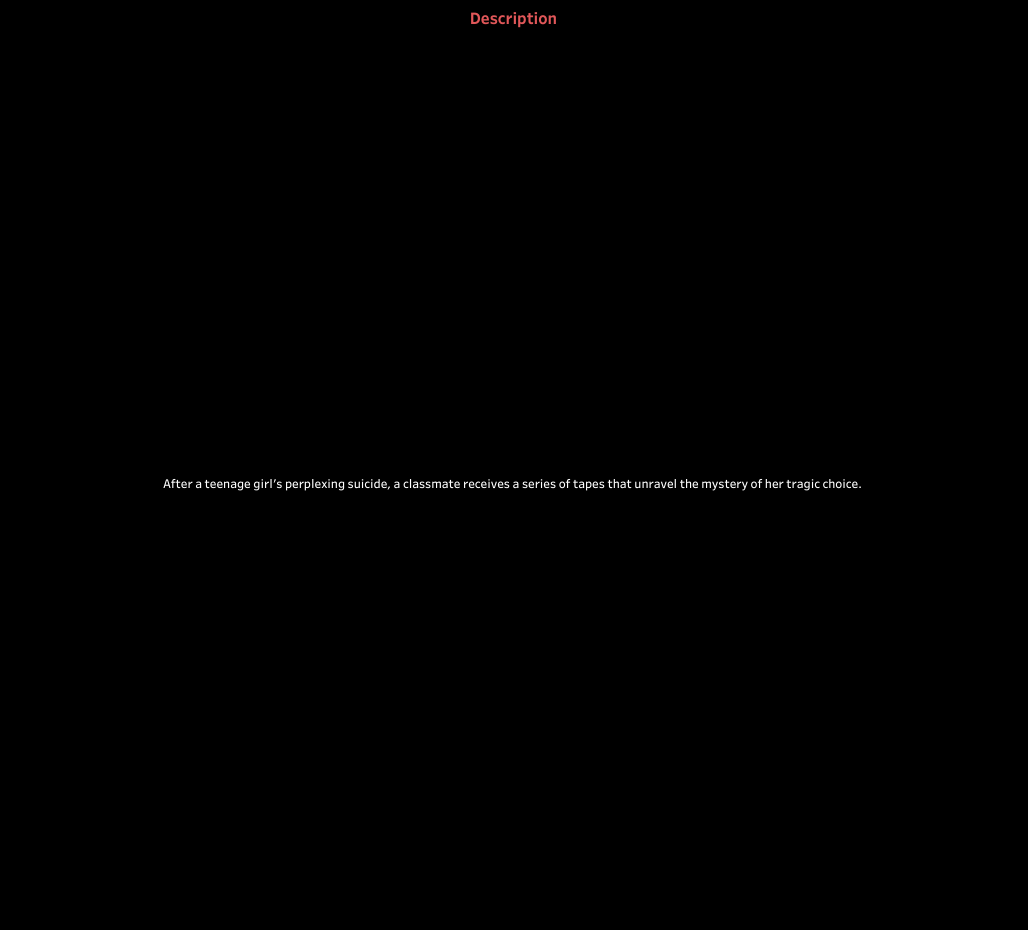 Description
After a teenage girl’s perplexing suicide, a classmate receives a series of tapes that unravel the mystery of her tragic choice.